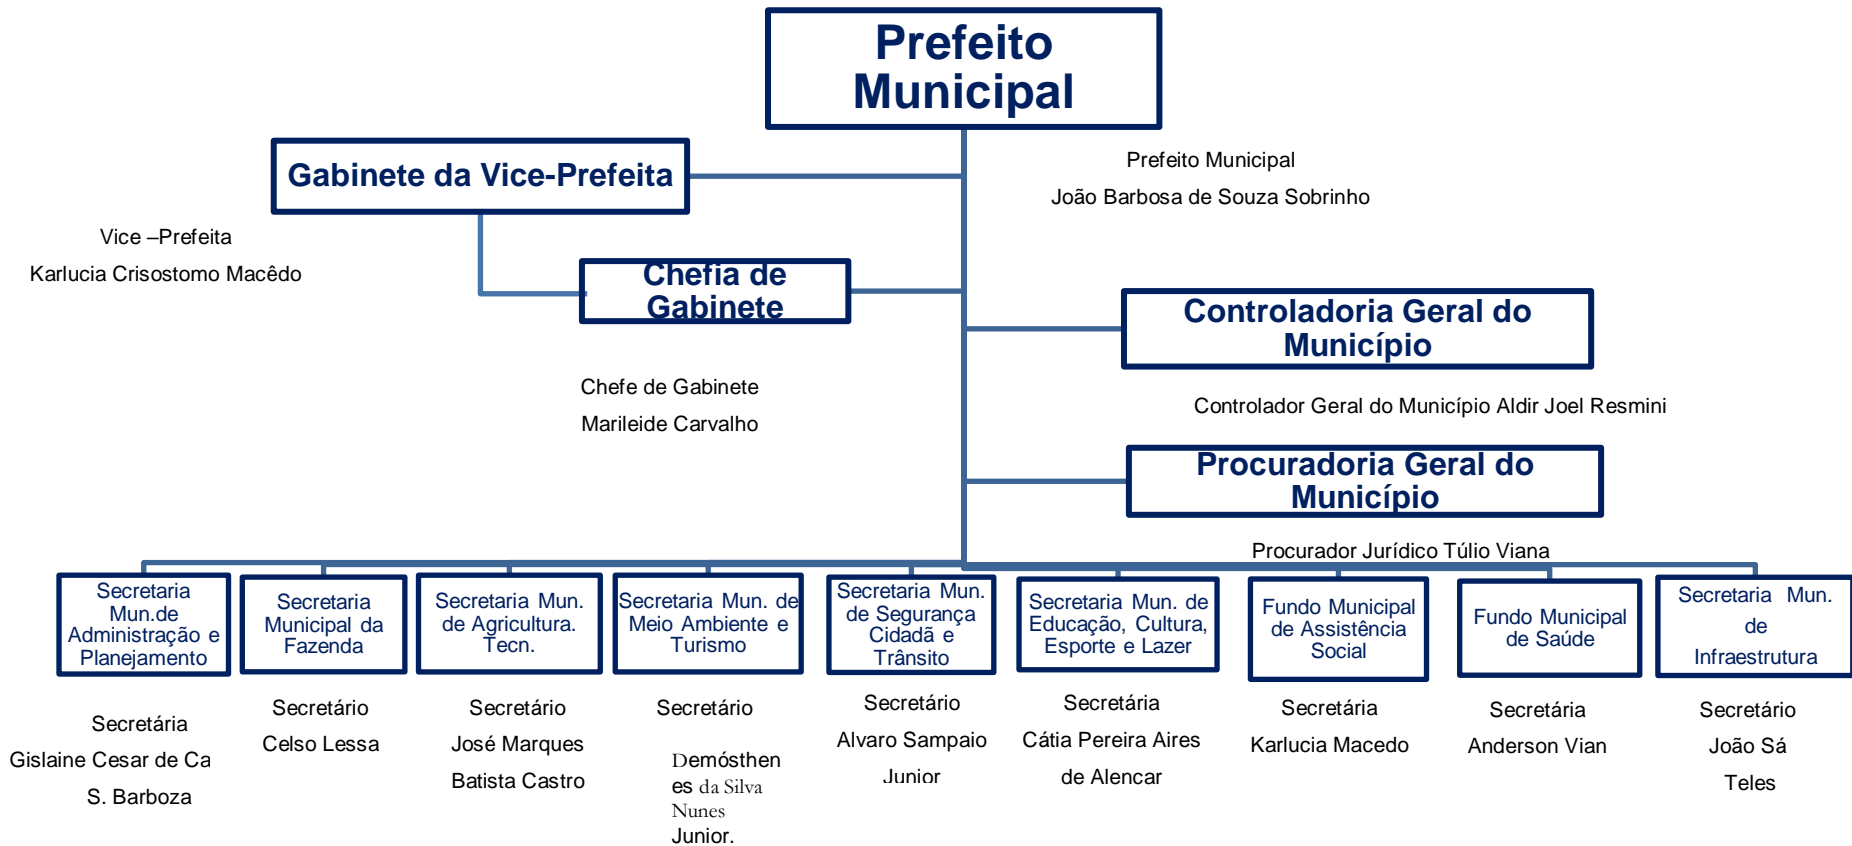 Prefeito
Municipal
Prefeito Municipal
João Barbosa de Souza Sobrinho
Gabinete da Vice-Prefeita
Vice –Prefeita
Karlucia Crisostomo Macêdo
Chefia de
Gabinete
Chefe de Gabinete
Marileide Carvalho
Controladoria Geral do
Município
Controlador Geral do Município Aldir Joel Resmini
Procuradoria Geral do
Município
Procurador Jurídico Túlio Viana
Secretaria
Mun.de
Administração e
Planejamento
Secretária
Gislaine Cesar de Ca
S. Barboza
Secretaria
Municipal da
Fazenda
Secretário
Celso Lessa
Secretaria Mun.
de Agricultura.
Tecn.
Secretário
José Marques
Batista Castro
Secretaria Mun. de
Meio Ambiente e
Turismo
Secretário
Demósthen
es da Silva
Nunes
Junior.
Secretaria Mun.
de Segurança
Cidadã e
Trânsito
Secretário
Alvaro Sampaio
Junior
Secretaria Mun. de
Educação, Cultura,
Esporte e Lazer
Secretária
Cátia Pereira Aires
de Alencar
Fundo Municipal
de Assistência
Social
Secretária
Karlucia Macedo
Fundo Municipal
de Saúde
Secretária
Anderson Vian
Secretaria Mun.
de
Infraestrutura
Secretário
João Sá
Teles